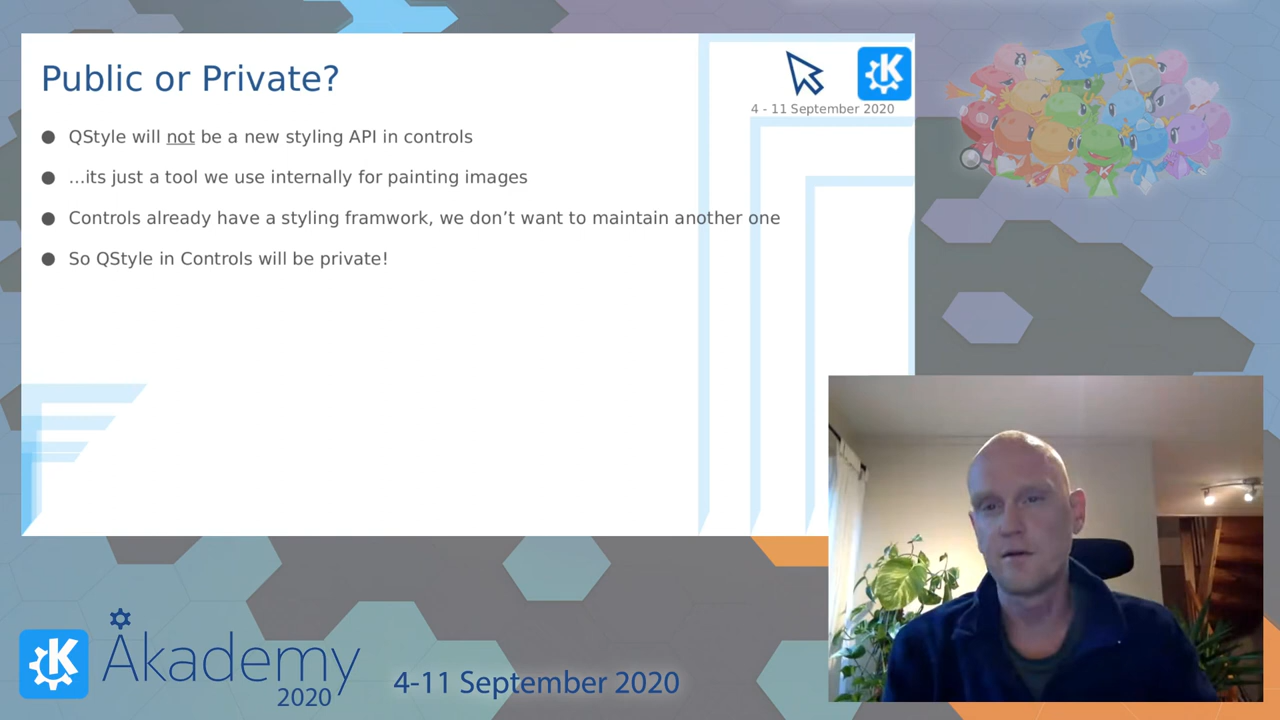 Public or Private?
4 - 11 September 2020
● QStyle will not be a new styling API in controls
● ...its just a tool we use internally for painting images
● Controls already have a styling framwork, we don’t want to maintain another one
● So QStyle in Controls will be private!
Akademy
2020
4-11 September 2020